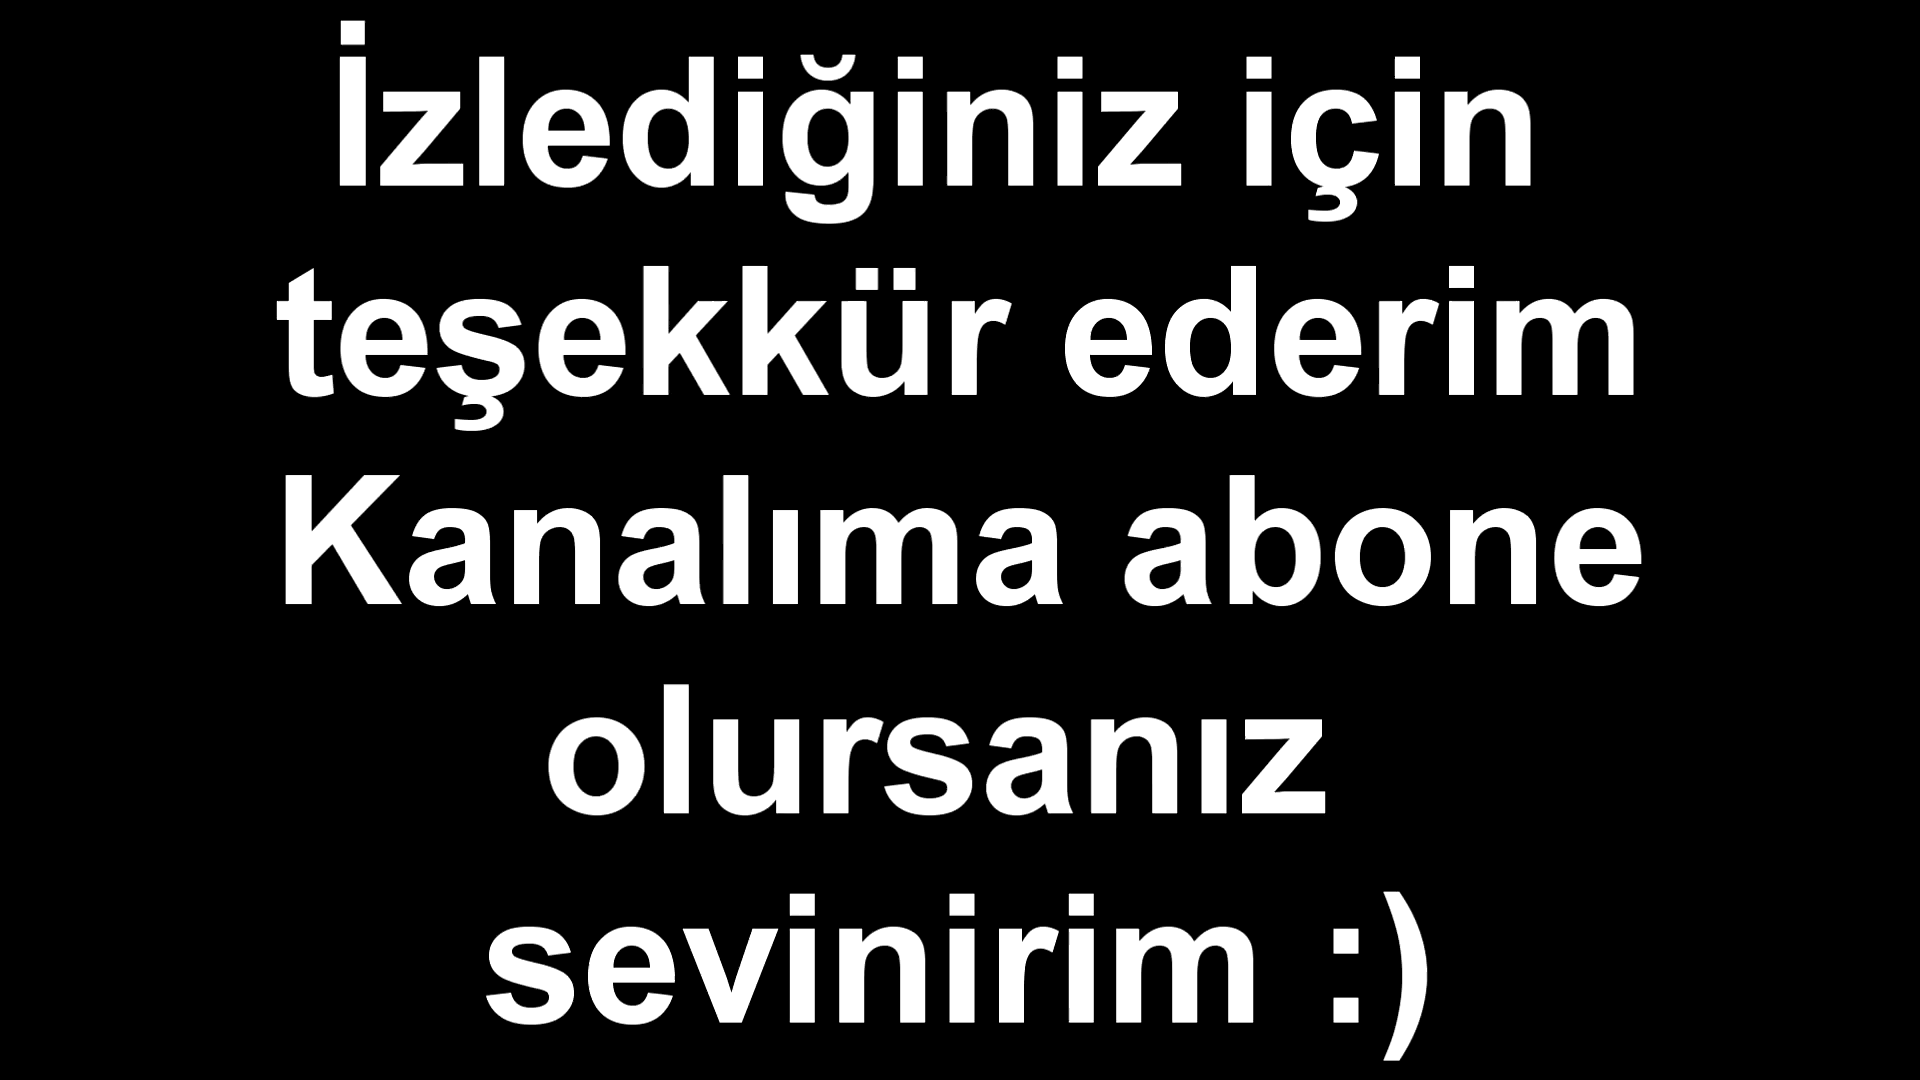 İzlediğiniz için
teşekkür ederim
Kanalıma abone
olursanız
sevinirim :)